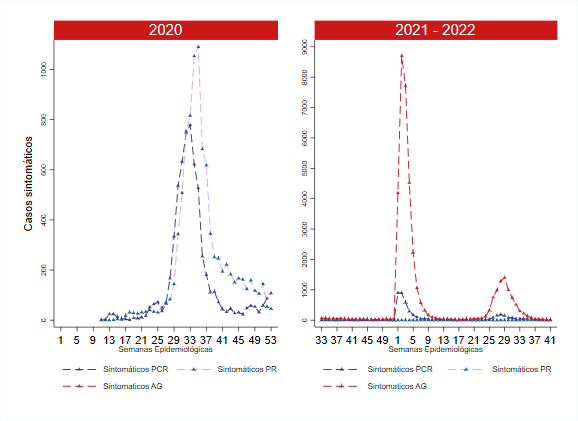 2020
2021 - 2022
Casos sintomáticos
0 200 400 600 800 1000
0 1000 2000 3000 4000 5000 6000 7000 8000 9000
1 5 9 13 17 21 25 29 33 37 41 45 49 53
33 37 41 45 49 1 5 9 13 17 21 25 29 33 37 41
Semanas Epidemiológicas
Semanas Epidemiológicas
Sintomáticos PCR
Sintomáticos PR
Sintomaticos AG
Sintomáticos PCR
Sintomáticos PR
Sintomaticos AG